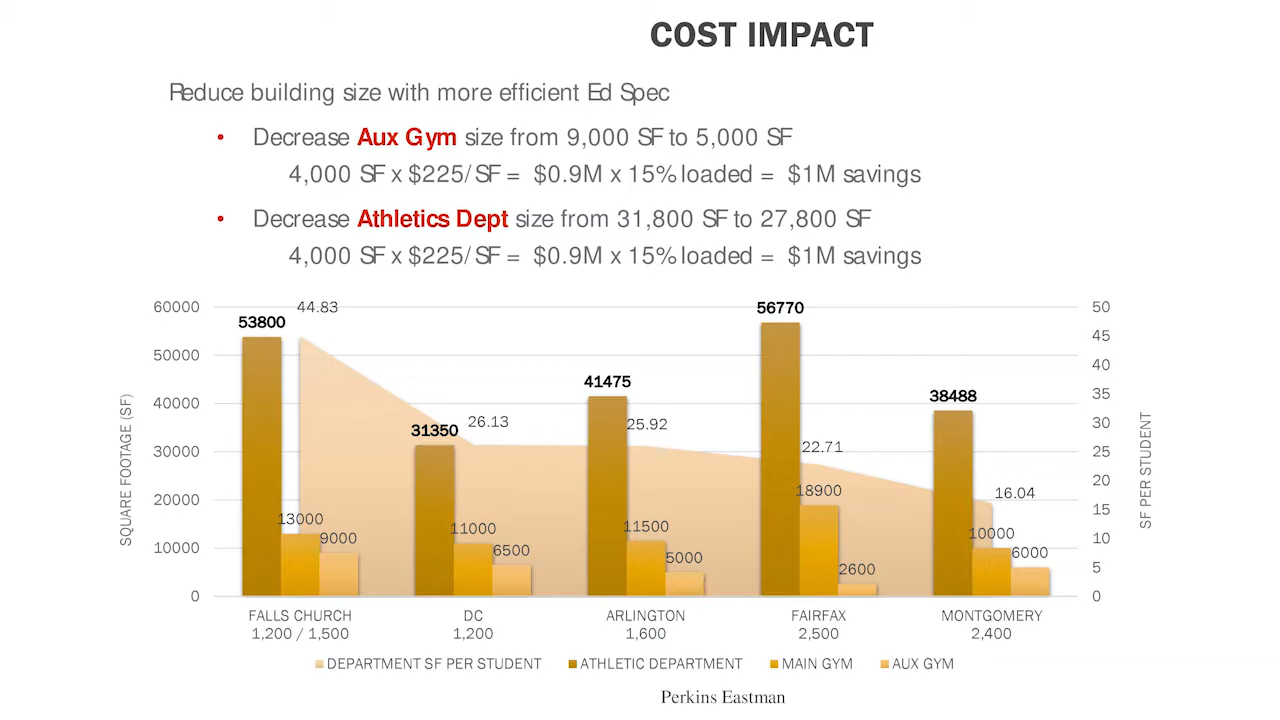 COST IMPACT
Reduce building size with more efficient Ed Spec
• Decrease Aux Gym size from 9,000 SF to 5,000 SF
4,000 SF x $225/SF = $0.9M x 15% loaded = $1M savings
• Decrease Athletics Dept size from 31,800 SF to 27,800 SF
4,000 SF x $225/SF = $0.9M x 15% loaded = $1M savings
60000
50000
40000
30000
20000
10000
0
SQUARE FOOTAGE (SF)
53800
44.83
13000
9000
31350
26.13
11000
6500
41475
25.92
11500
5000
56770
22.71
18900
2600
38488
16.04
10000
6000
50
45
40
35
30
25
20
15
10
5
0
SF PER STUDENT
FALLS CHURCH
1,200 / 1,500
DC
1,200
ARLINGTON
1,600
FAIRFAX
2,500
MONTGOMERY
2,400
DEPARTMENT SF PER STUDENT ATHLETIC DEPARTMENT MAIN GYM AUX GYM
Perkins Eastman